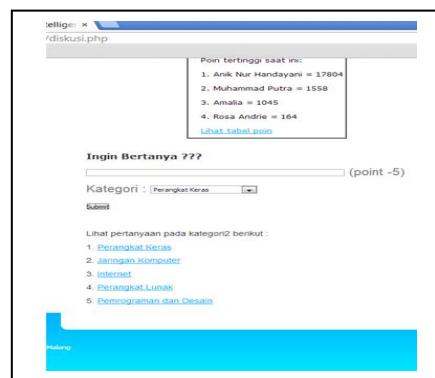 telliger ×
/diskusi.php
Poin tertinggi saat ini:
1. Anik Nur Handayani = 17804
2. Muhammad Putra = 1558
3. Amalia = 1045
4. Rosa Andrie = 164
Lihat tabel poin
Ingin Bertanya ???
(point -5)
Kategori : Perangkat Keras
Submit
Lihat pertanyaan pada kategori2 berikut :
1. Perangkat Keras
2. Jaringan Komputer
3. Internet
4. Perangkat Lunak
5. Pemrograman dan Desain
Malang